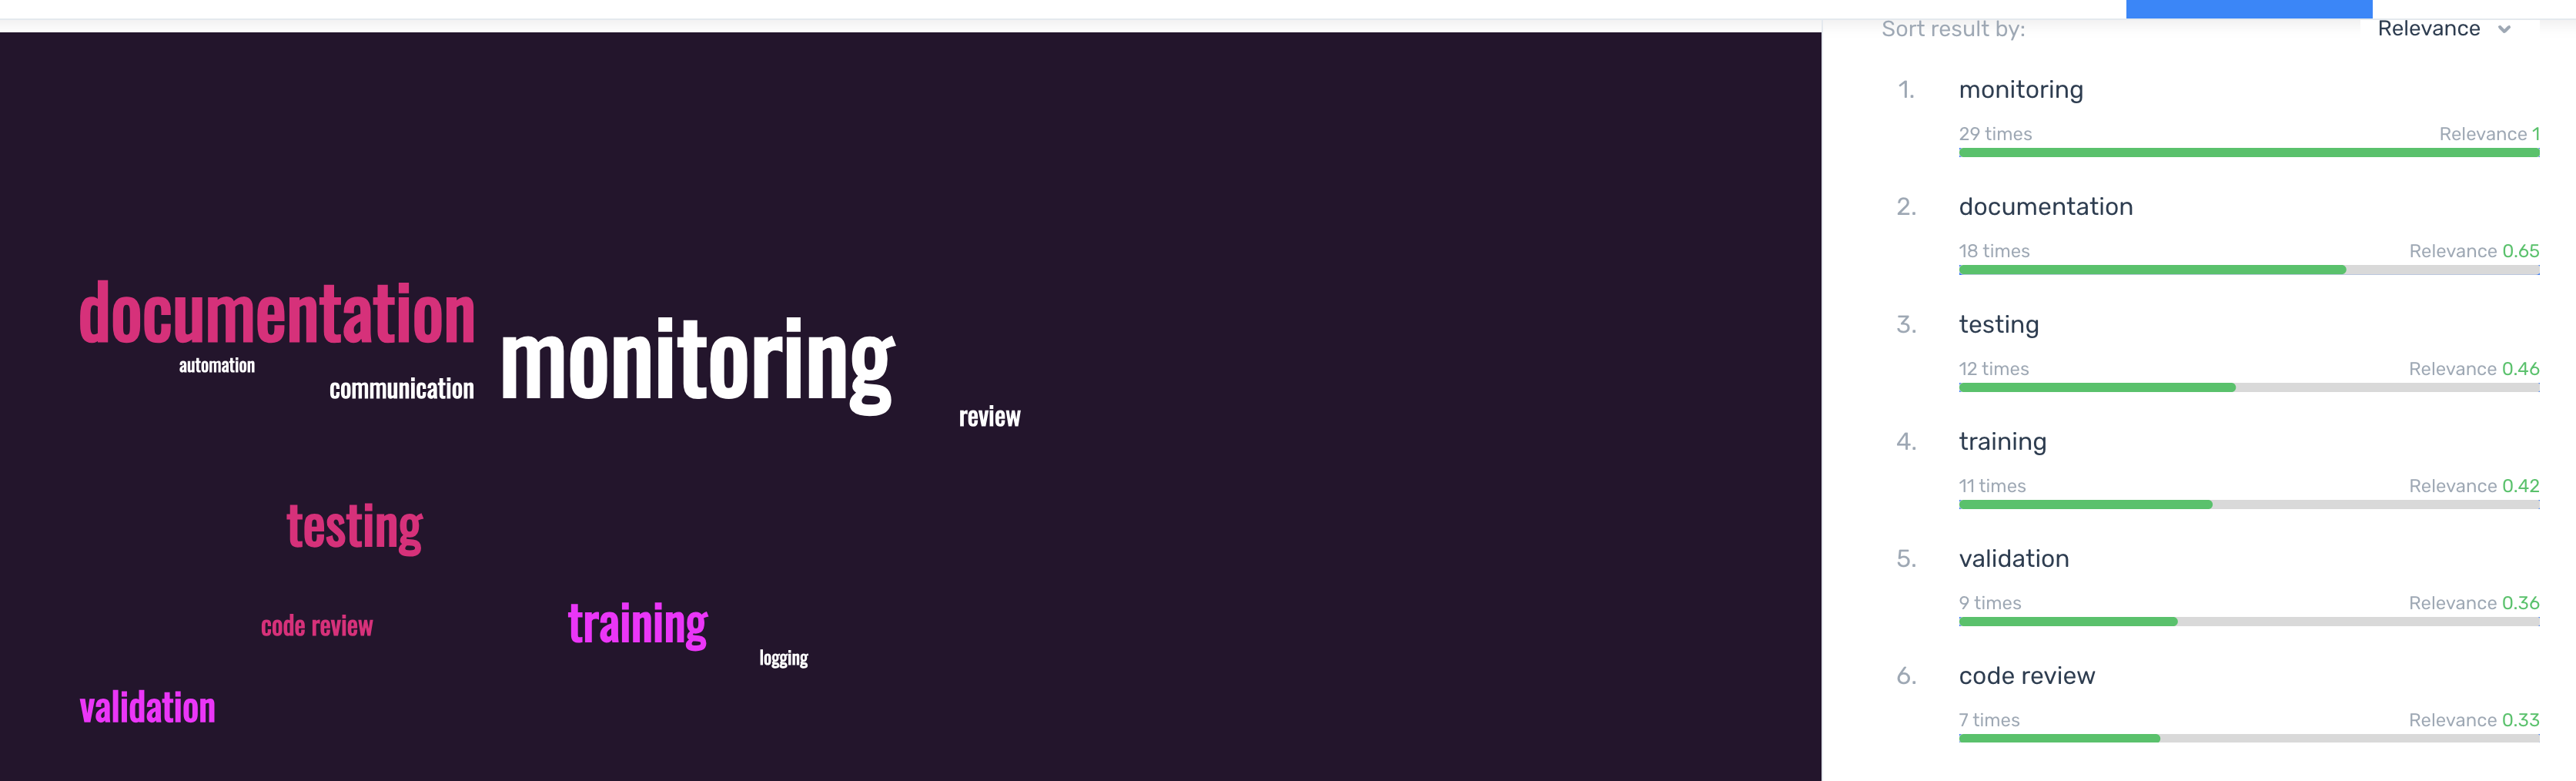 documentation
automation
communication
monitoring
review
testing
code review
training
logging
validation
Sort result by:
Relevance
1. monitoring
29 times Relevance 1
2. documentation
18 times Relevance 0.65
3. testing
12 times Relevance 0.46
4. training
11 times Relevance 0.42
5. validation
9 times Relevance 0.36
6. code review
7 times Relevance 0.33